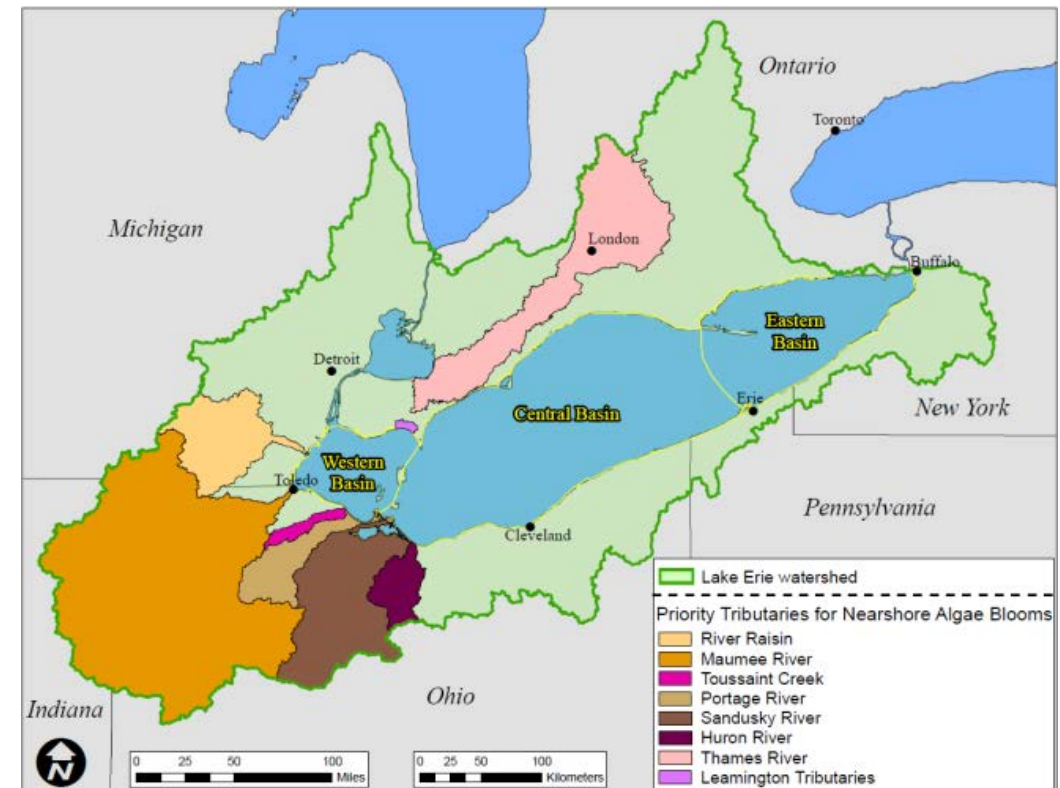 Ontario
Toronto
Michigan
London
Buffalo
Eastern
Basin
Detroit
Central Basin
Erie
New York
Western
Basin
Toledo
Pennsylvania
Cleveland
Ohio
Indiana
N
0 25 50 100
Miles
0 25 50 100
Kilometers
Lake Erie watershed
Priority Tributaries for Nearshore Algae Blooms
River Raisin
Maumee River
Toussaint Creek
Portage River
Sandusky River
Huron River
Thames River
Leamington Tributaries